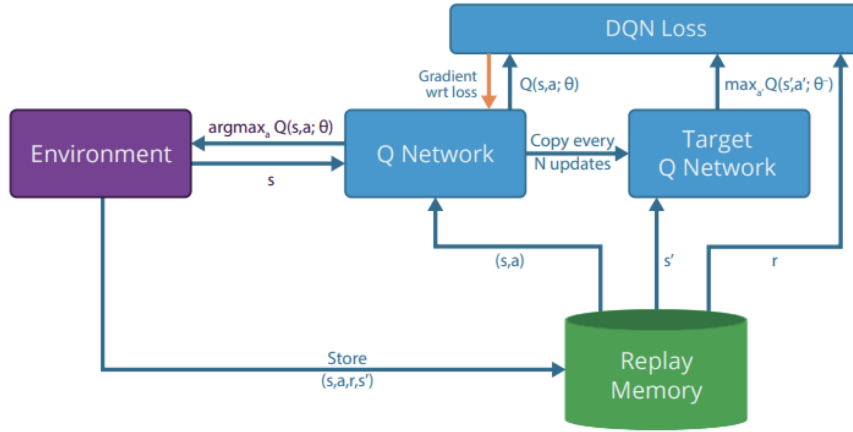 DQN Loss
Gradient
wrt loss
Q(s,a; θ)
maxₐ’Q(s’,a’; θ⁻)
argmaxₐ Q(s,a; θ)
Environment
s
Q Network
Copy every
N updates
Target
Q Network
(s,a)
s’
r
Store
(s,a,r,s’)
Replay
Memory